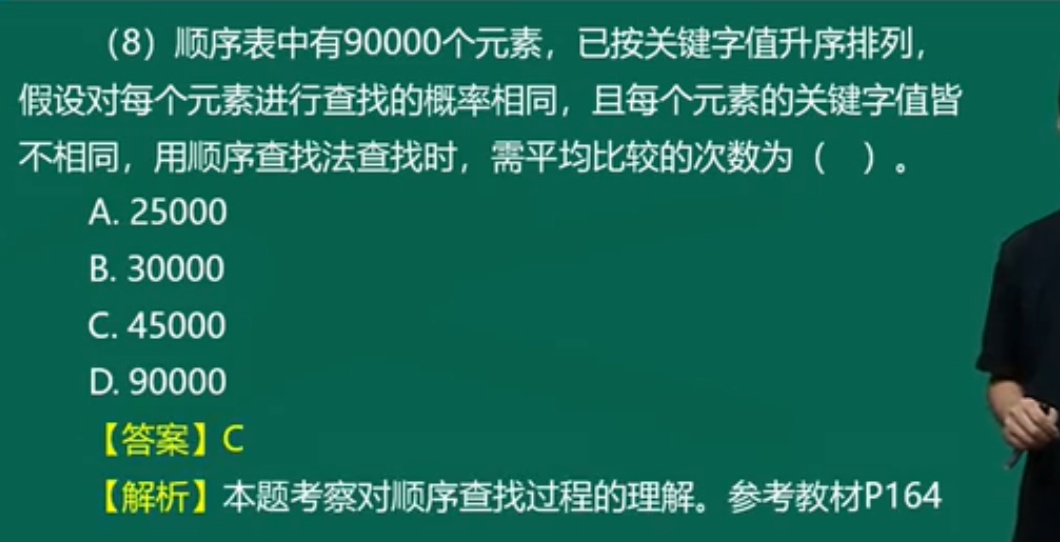 （8）顺序表中有90000个元素，已按关键字值升序排列，
假设对每个元素进行查找的概率相同，且每个元素的关键字值皆
不相同，用顺序查找法查找时，需平均比较的次数为（　）。
A. 25000
B. 30000
C. 45000
D. 90000
【答案】C
【解析】本题考察对顺序查找过程的理解。参考教材P164